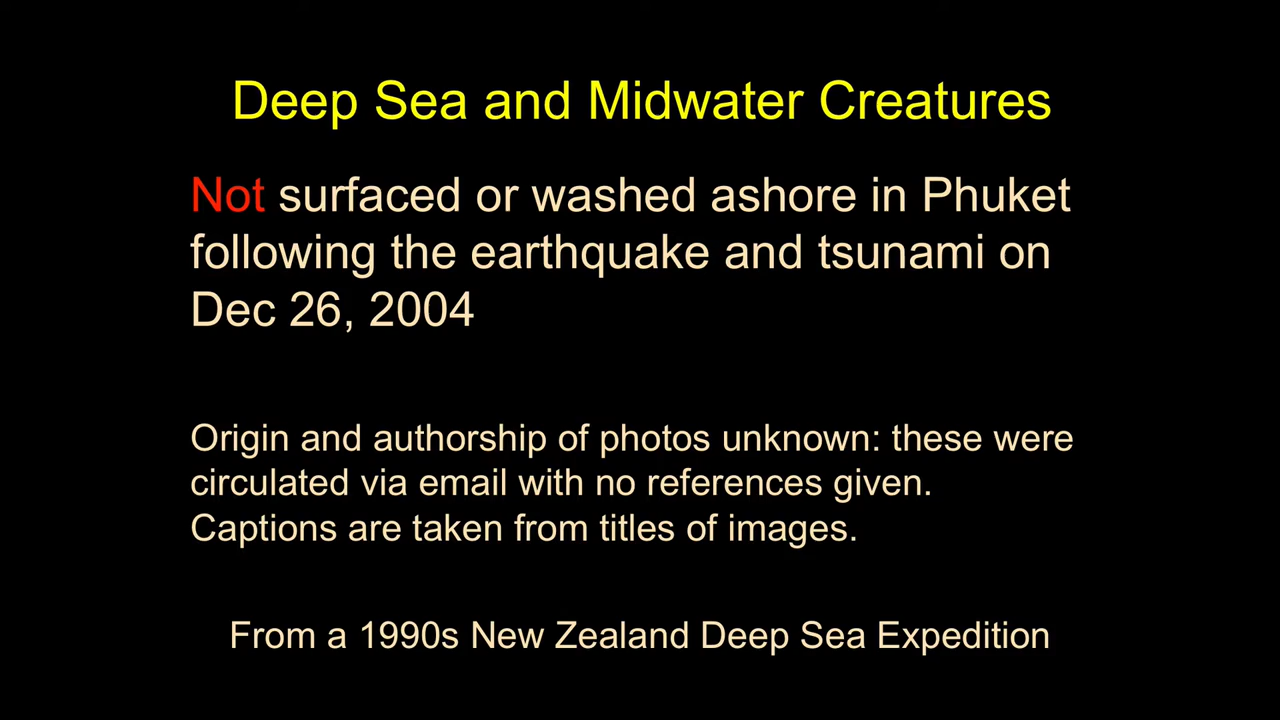 Deep Sea and Midwater Creatures
Not surfaced or washed ashore in Phuket
following the earthquake and tsunami on
Dec 26, 2004
Origin and authorship of photos unknown: these were
circulated via email with no references given.
Captions are taken from titles of images.
From a 1990s New Zealand Deep Sea Expedition